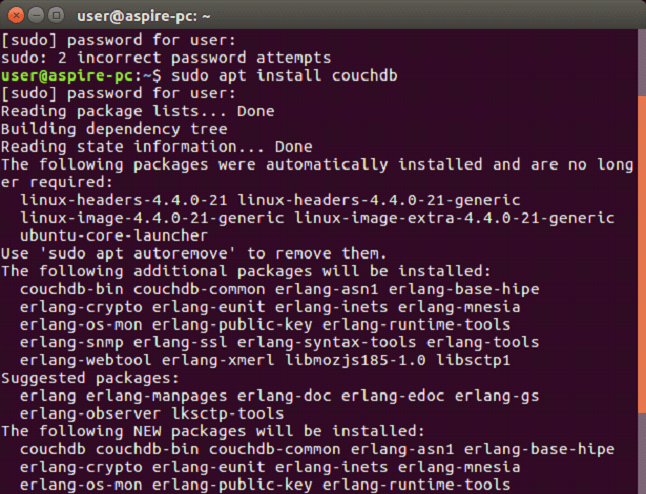 user@aspire-pc: ~
[sudo] password for user:
sudo: 2 incorrect password attempts
user@aspire-pc:~$ sudo apt install couchdb
[sudo] password for user:
Reading package lists... Done
Building dependency tree
Reading state information... Done
The following packages were automatically installed and are no long
er required:
  linux-headers-4.4.0-21 linux-headers-4.4.0-21-generic
  linux-image-4.4.0-21-generic linux-image-extra-4.4.0-21-generic
  ubuntu-core-launcher
Use 'sudo apt autoremove' to remove them.
The following additional packages will be installed:
  couchdb-bin couchdb-common erlang-asn1 erlang-base-hipe
  erlang-crypto erlang-eunit erlang-inets erlang-mnesia
  erlang-os-mon erlang-public-key erlang-runtime-tools
  erlang-snmp erlang-ssl erlang-syntax-tools erlang-tools
  erlang-webtool erlang-xmerl libmozjs185-1.0 libsctp1
Suggested packages:
  erlang erlang-manpages erlang-doc erlang-edoc erlang-gs
  erlang-observer lksctp-tools
The following NEW packages will be installed:
  couchdb couchdb-bin couchdb-common erlang-asn1 erlang-base-hipe
  erlang-crypto erlang-eunit erlang-inets erlang-mnesia
  erlang-os-mon erlang-public-key erlang-runtime-tools